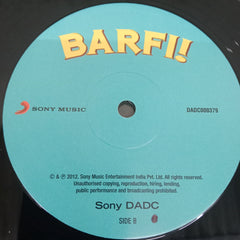 BARFI!
SONY MUSIC
DADC000379
© & ℗ 2012, Sony Music Entertainment India Pvt. Ltd. All rights reserved.
Unauthorised copying, reproduction, hiring, lending,
public performance and broadcasting prohibited.
Sony DADC
SIDE B